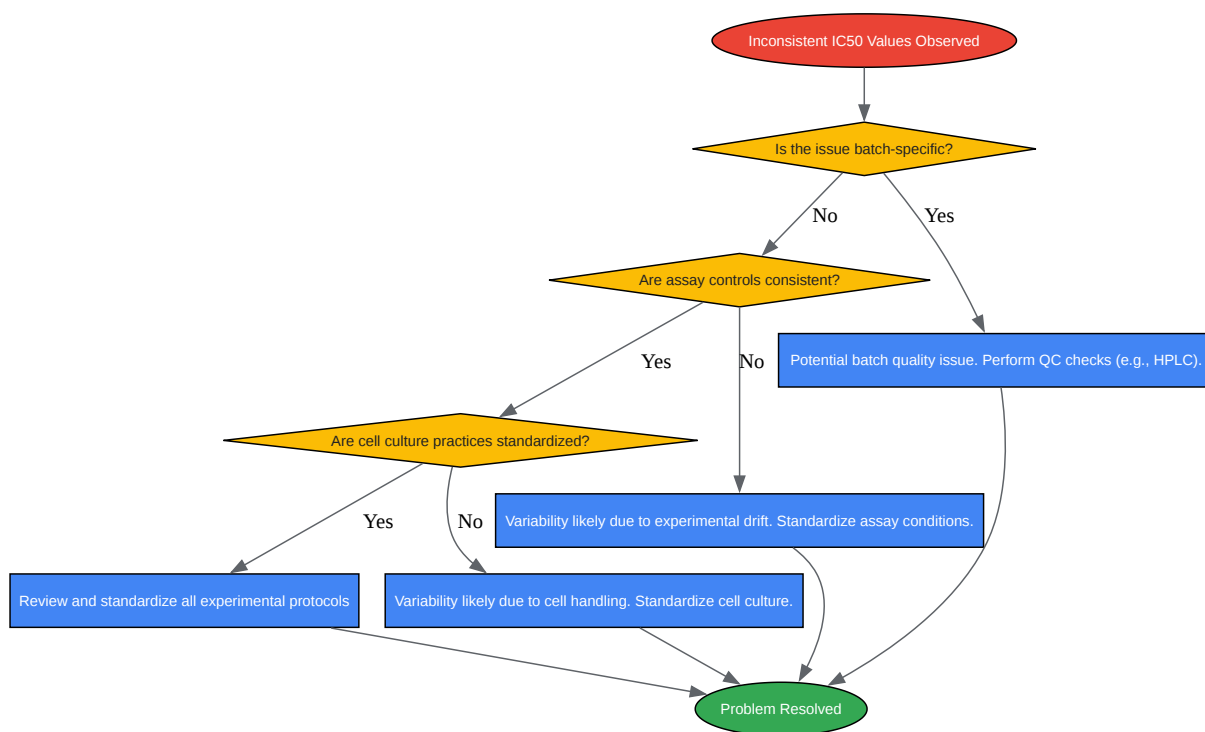 Inconsistent IC50 Values Observed
Is the issue batch-specific?
No
Yes
Are assay controls consistent?
Yes
No
Potential batch quality issue. Perform QC checks (e.g., HPLC).
Are cell culture practices standardized?
Yes
No
Variability likely due to experimental drift. Standardize assay conditions.
Review and standardize all experimental protocols
Variability likely due to cell handling. Standardize cell culture.
Problem Resolved